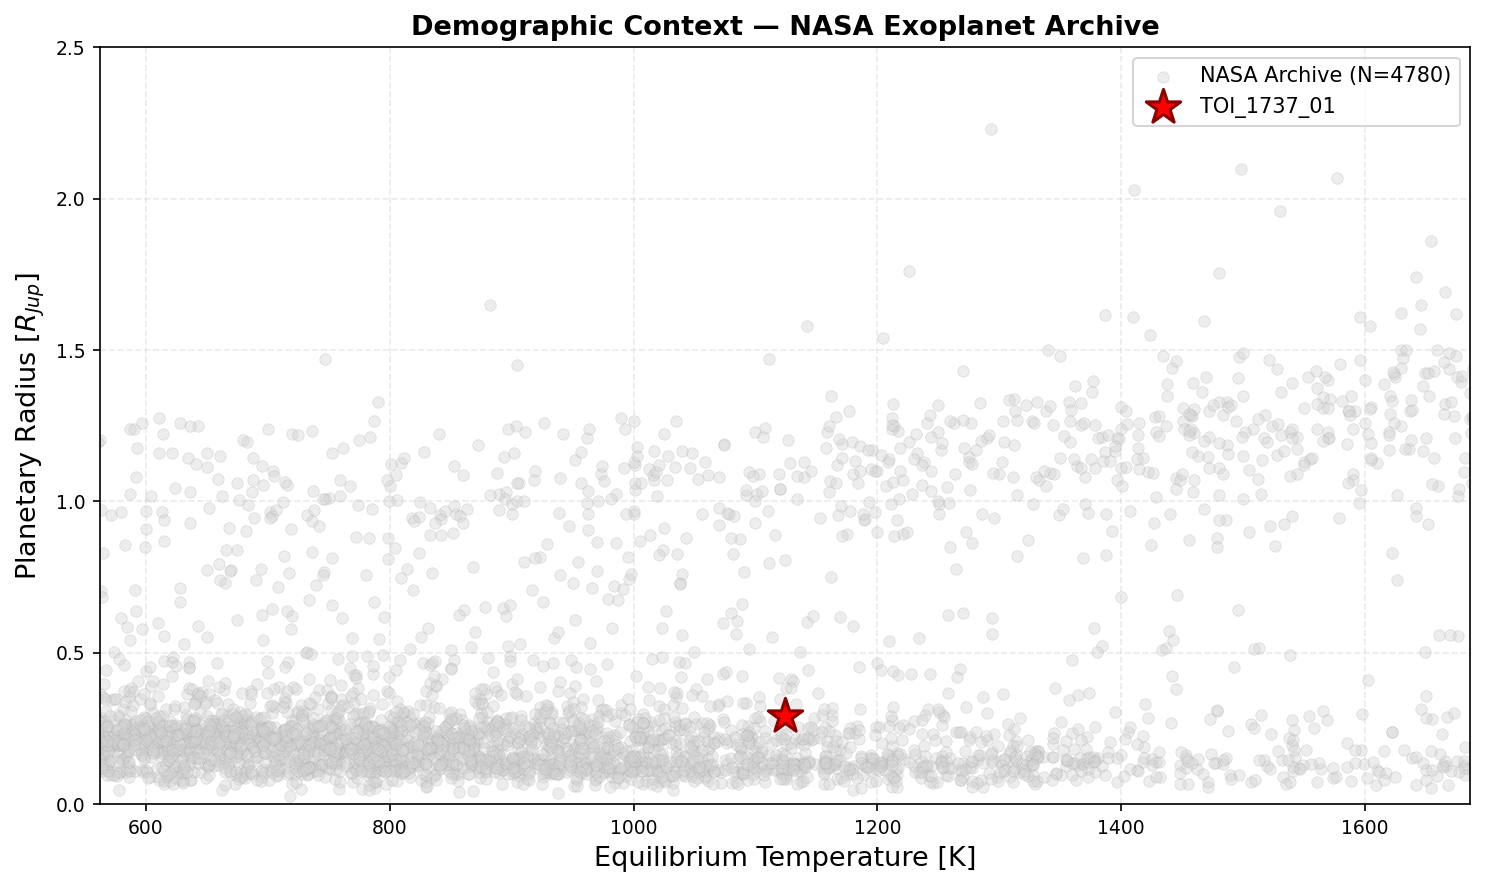 Demographic Context — NASA Exoplanet Archive
NASA Archive (N=4780)
TOI_1737_01
2.5
2.0
1.5
1.0
0.5
0.0
Planetary Radius [R_Jup]
600
800
1000
1200
1400
1600
Equilibrium Temperature [K]